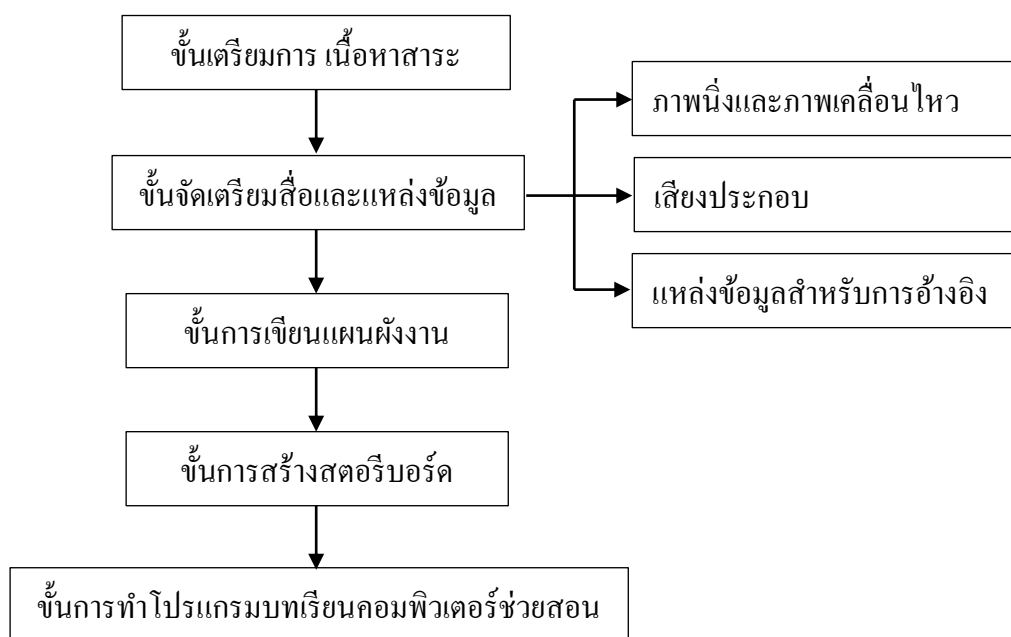 ขั้นเตรียมการ เนื้อหาสาระ
ขั้นจัดเตรียมสื่อและแหล่งข้อมูล
ภาพนิ่งและภาพเคลื่อนไหว
เสียงประกอบ
แหล่งข้อมูลสำหรับการอ้างอิง
ขั้นการเขียนแผนผังงาน
ขั้นการสร้างสตอรีบอร์ด
ขั้นการทำโปรแกรมบทเรียนคอมพิวเตอร์ช่วยสอน